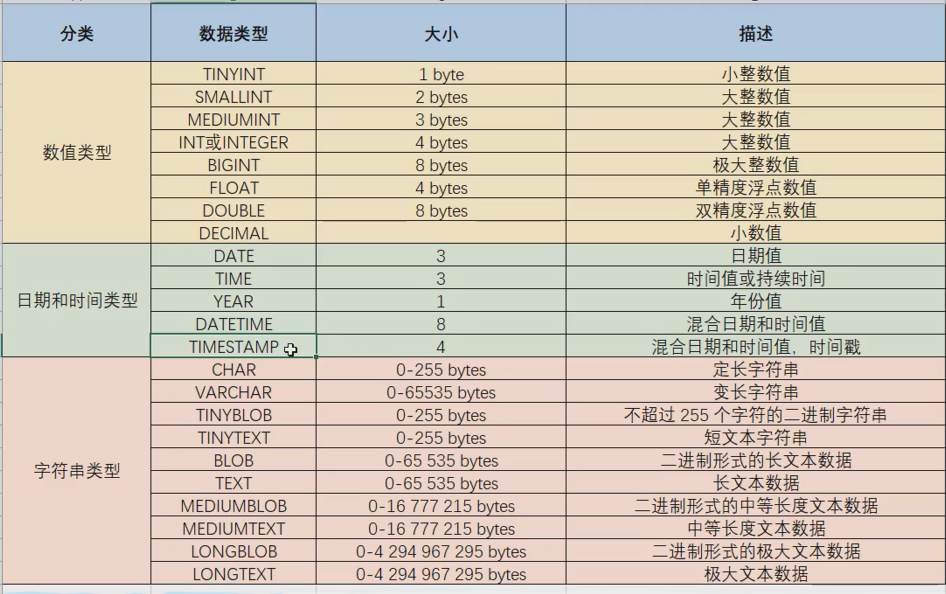 分类 数据类型 大小 描述
数值类型
TINYINT 1 byte 小整数值
SMALLINT 2 bytes 大整数值
MEDIUMINT 3 bytes 大整数值
INT或INTEGER 4 bytes 大整数值
BIGINT 8 bytes 极大整数值
FLOAT 4 bytes 单精度浮点数值
DOUBLE 8 bytes 双精度浮点数值
DECIMAL 小数值
日期和时间类型
DATE 3 日期值
TIME 3 时间值或持续时间
YEAR 1 年份值
DATETIME 8 混合日期和时间值
TIMESTAMP 4 混合日期和时间值，时间戳
字符串类型
CHAR 0-255 bytes 定长字符串
VARCHAR 0-65535 bytes 变长字符串
TINYBLOB 0-255 bytes 不超过 255 个字符的二进制字符串
TINYTEXT 0-255 bytes 短文本字符串
BLOB 0-65 535 bytes 二进制形式的长文本数据
TEXT 0-65 535 bytes 长文本数据
MEDIUMBLOB 0-16 777 215 bytes 二进制形式的中等长度文本数据
MEDIUMTEXT 0-16 777 215 bytes 中等长度文本数据
LONGBLOB 0-4 294 967 295 bytes 二进制形式的极大文本数据
LONGTEXT 0-4 294 967 295 bytes 极大文本数据